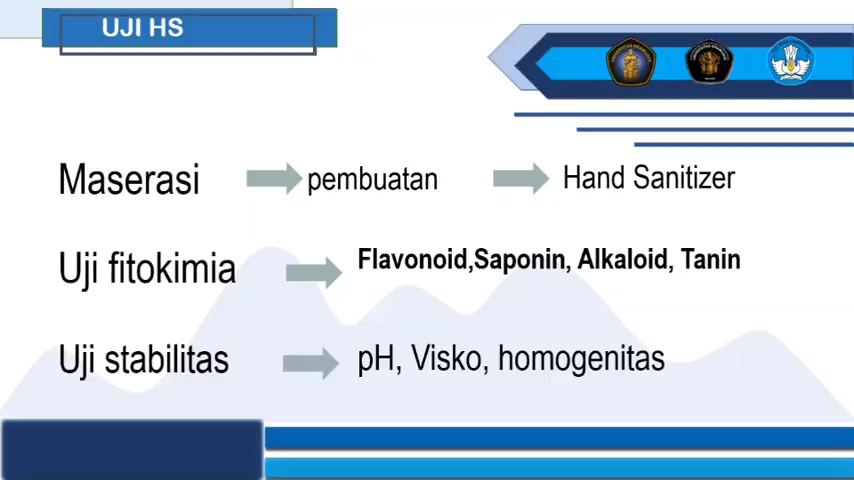 UJI HS
Maserasi pembuatan Hand Sanitizer
Uji fitokimia Flavonoid,Saponin, Alkaloid, Tanin
Uji stabilitas pH, Visko, homogenitas